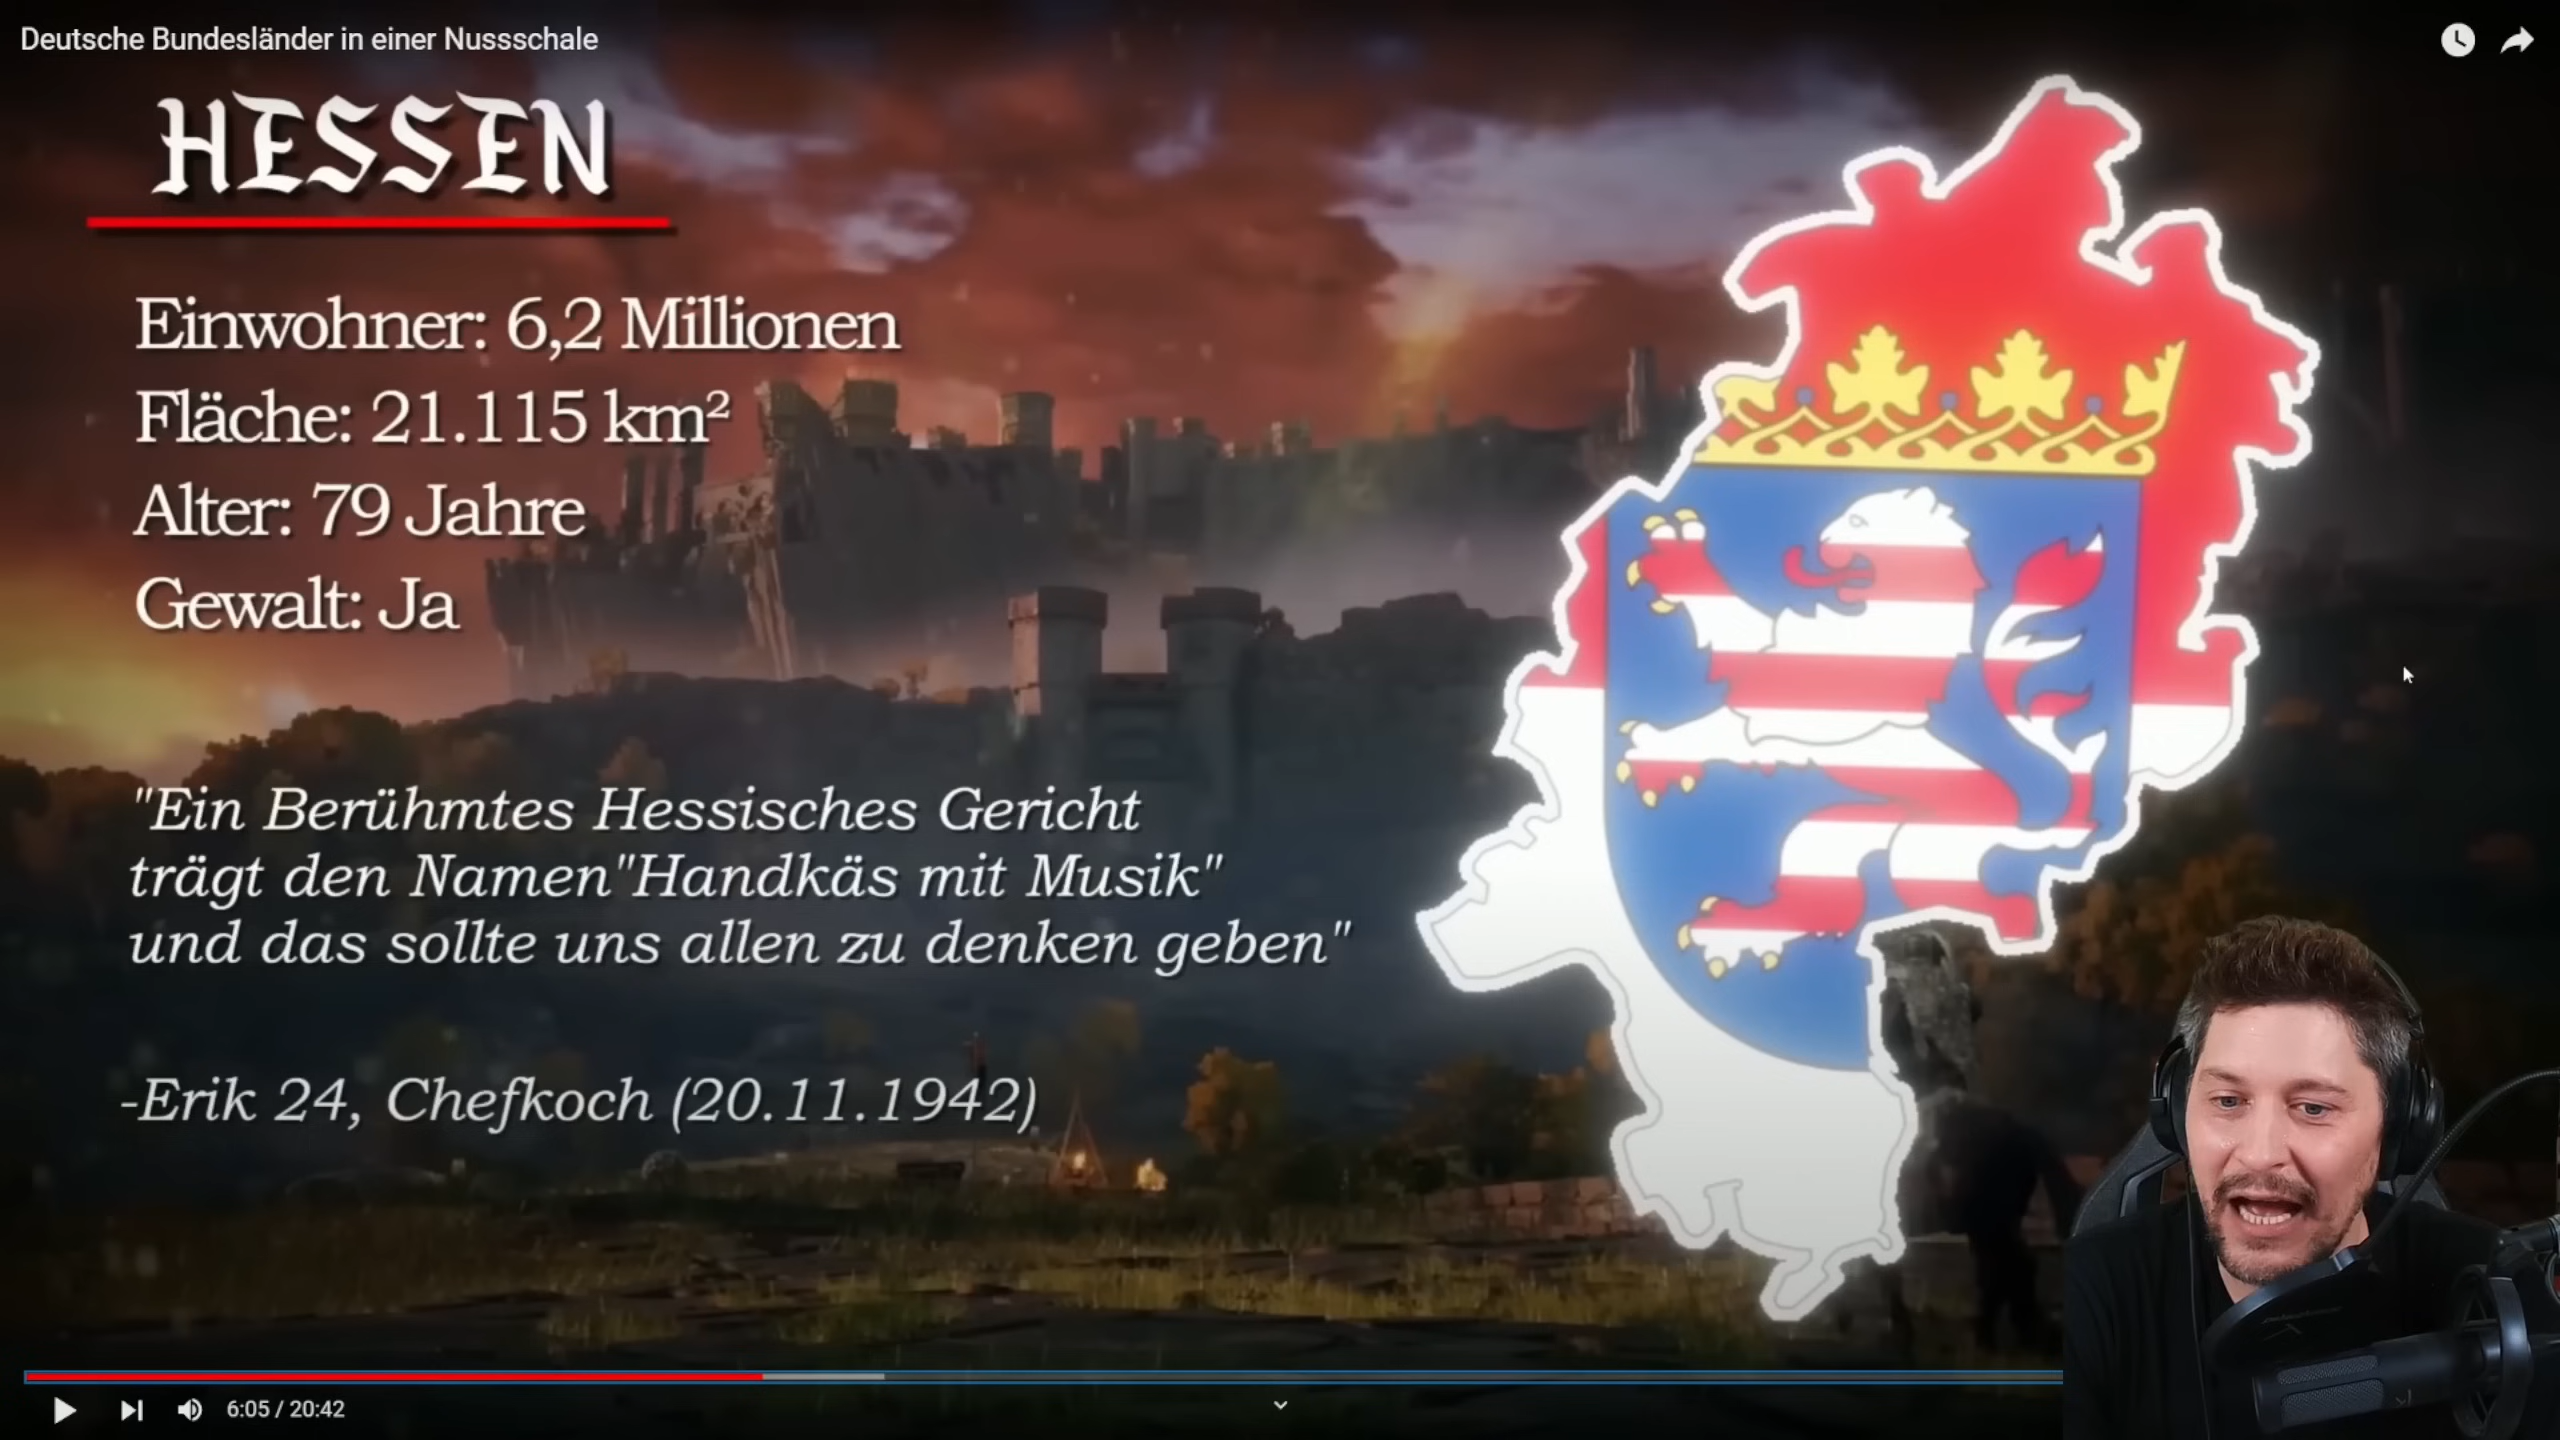 Deutsche Bundesländer in einer Nussschale
HESSEN
Einwohner: 6,2 Millionen
Fläche: 21.115 km²
Alter: 79 Jahre
Gewalt: Ja
"Ein Berühmtes Hessisches Gericht
trägt den Namen"Handkäs mit Musik"
und das sollte uns allen zu denken geben"
-Erik 24, Chefkoch (20.11.1942)
6:05 / 20:42